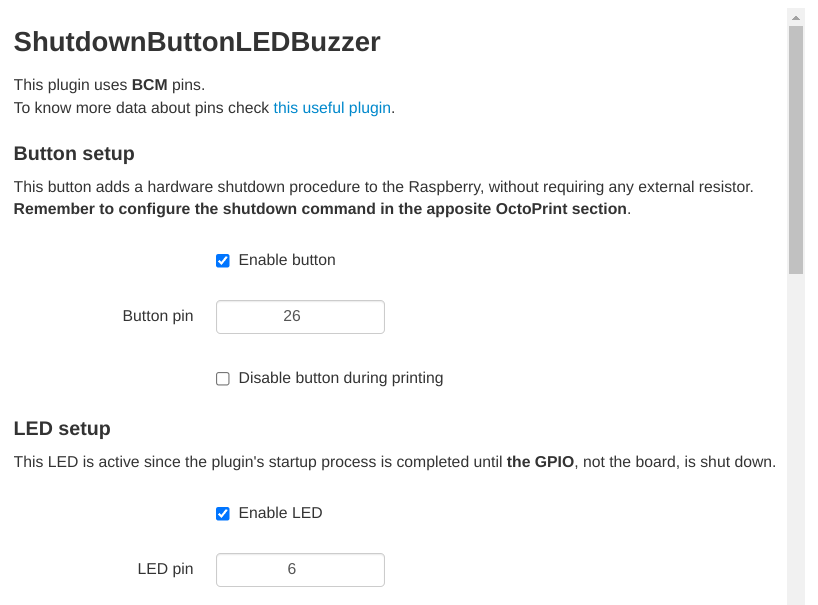 ShutdownButtonLEDBuzzer
This plugin uses BCM pins.
To know more data about pins check this useful plugin.
Button setup
This button adds a hardware shutdown procedure to the Raspberry, without requiring any external resistor.
Remember to configure the shutdown command in the apposite OctoPrint section.
Enable button
Button pin 26
Disable button during printing
LED setup
This LED is active since the plugin's startup process is completed until the GPIO, not the board, is shut down.
Enable LED
LED pin 6